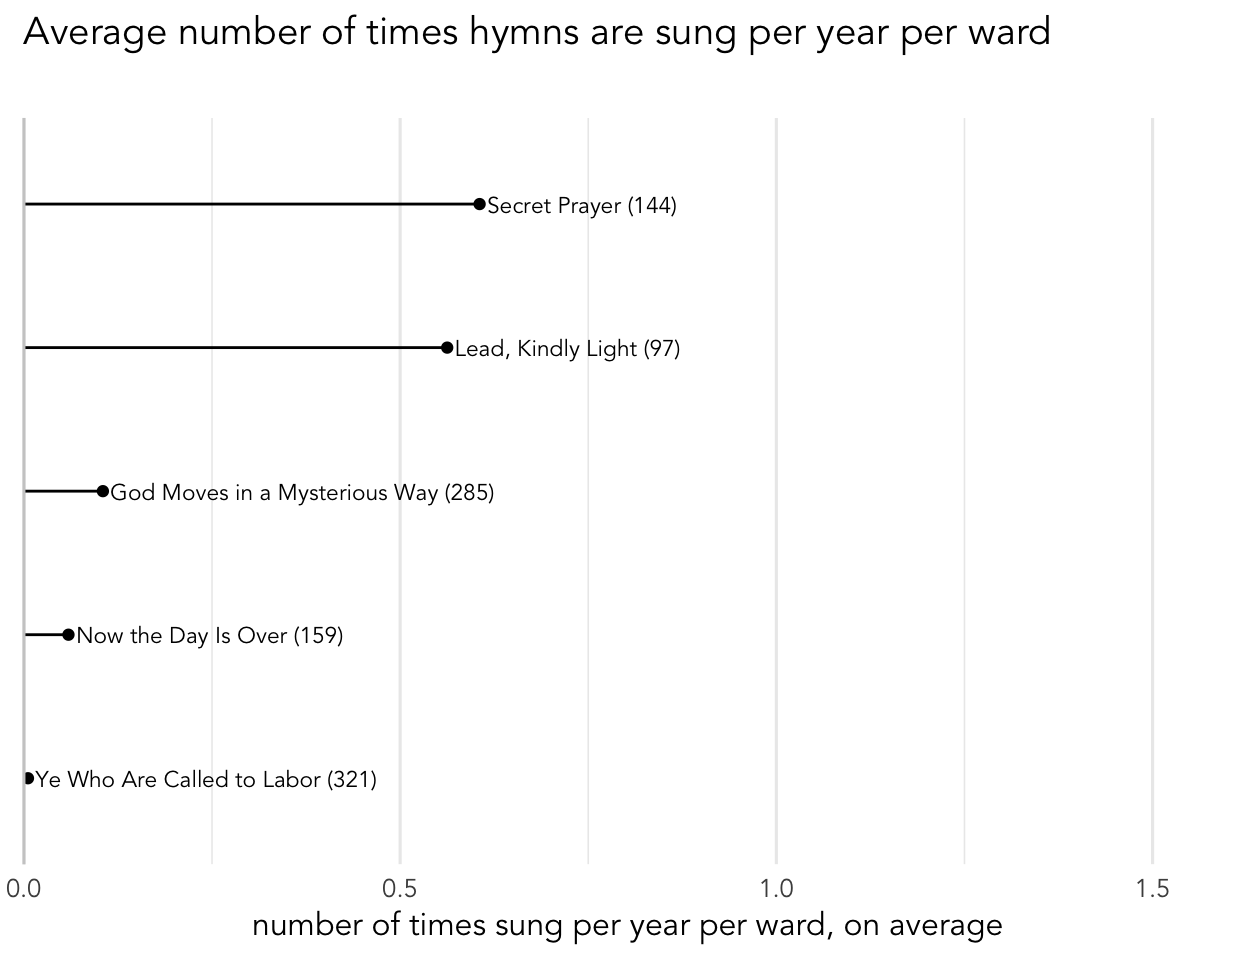 Average number of times hymns are sung per year per ward
Secret Prayer (144)
Lead, Kindly Light (97)
God Moves in a Mysterious Way (285)
Now the Day Is Over (159)
Ye Who Are Called to Labor (321)
0.0 0.5 1.0 1.5
number of times sung per year per ward, on average